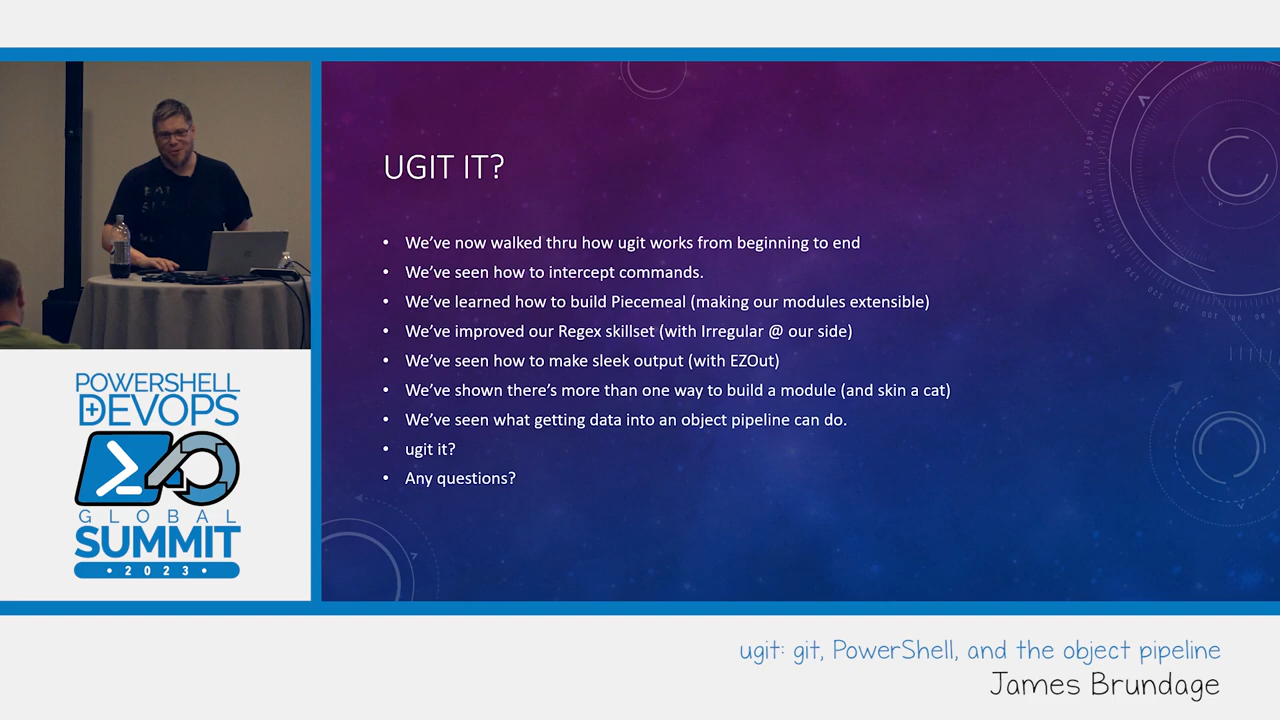 UGIT IT?
• We've now walked thru how ugit works from beginning to end
• We've seen how to intercept commands.
• We've learned how to build Piecemeal (making our modules extensible)
• We've improved our Regex skillset (with Irregular @ our side)
• We've seen how to make sleek output (with EZOut)
• We've shown there's more than one way to build a module (and skin a cat)
• We've seen what getting data into an object pipeline can do.
• ugit it?
• Any questions?
POWERSHELL
+DEVOPS
GLOBAL
SUMMIT
• 2023 •
ugit: git, PowerShell, and the object pipeline
James Brundage